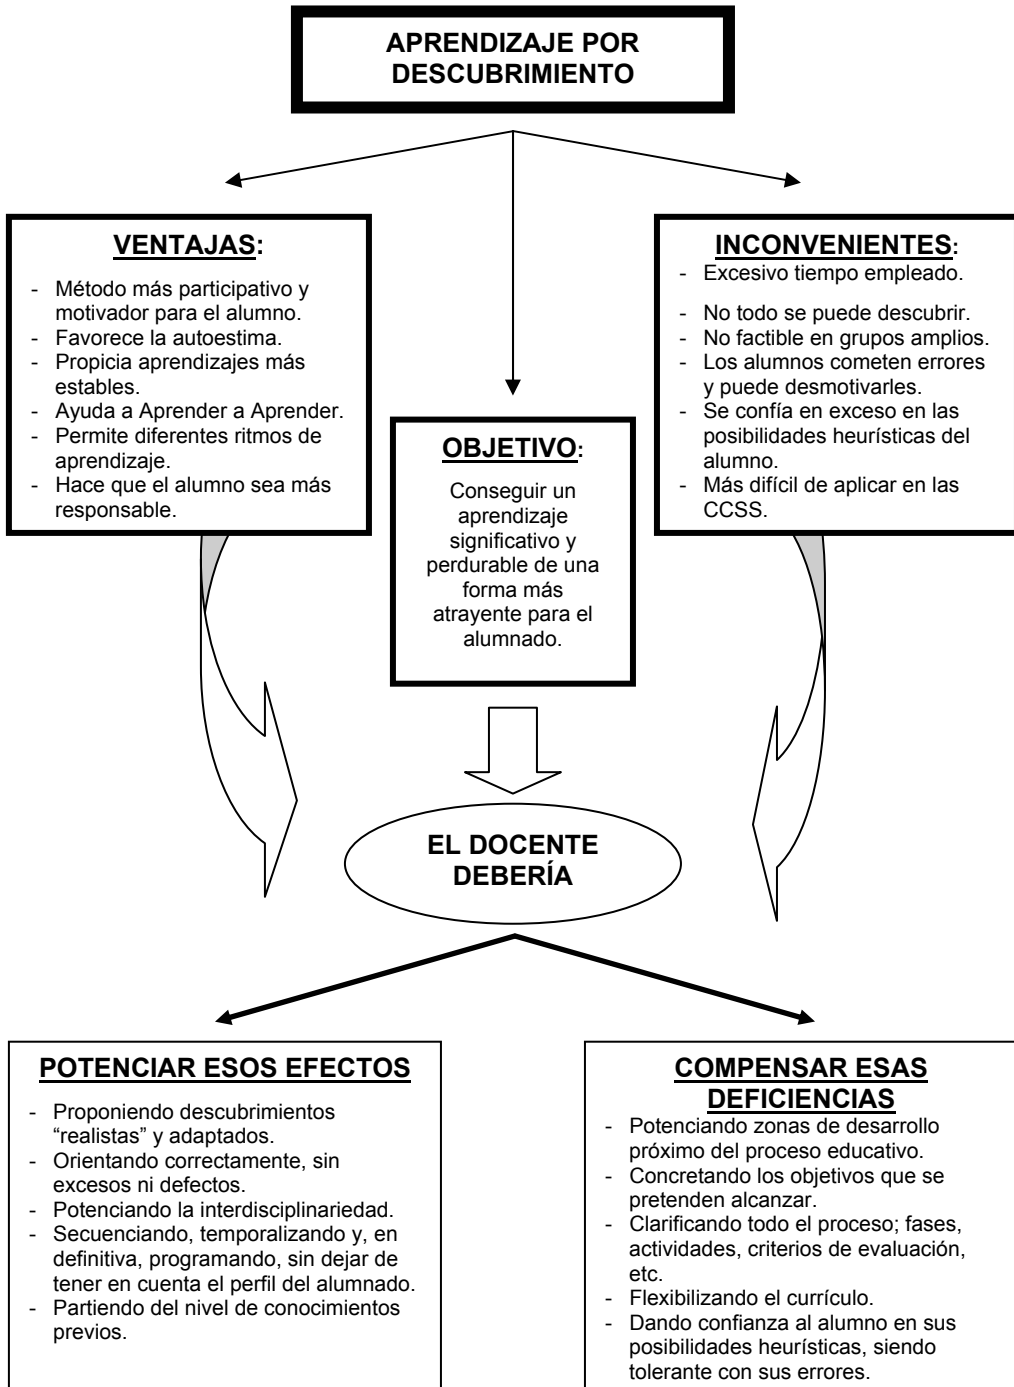 APRENDIZAJE POR
DESCUBRIMIENTO
VENTAJAS:
- Método más participativo y
motivador para el alumno.
- Favorece la autoestima.
- Propicia aprendizajes más
estables.
- Ayuda a Aprender a Aprender.
- Permite diferentes ritmos de
aprendizaje.
- Hace que el alumno sea más
responsable.
OBJETIVO:
Conseguir un
aprendizaje
significativo y
perdurable de una
forma más
atrayente para el
alumnado.
INCONVENIENTES:
- Excesivo tiempo empleado.
- No todo se puede descubrir.
- No factible en grupos amplios.
- Los alumnos cometen errores
y puede desmotivarles.
- Se confía en exceso en las
posibilidades heurísticas del
alumno.
- Más difícil de aplicar en las
CCSS.
EL DOCENTE
DEBERÍA
POTENCIAR ESOS EFECTOS
- Proponiendo descubrimientos
“realistas” y adaptados.
- Orientando correctamente, sin
excesos ni defectos.
- Potenciando la interdisciplinariedad.
- Secuenciando, temporalizando y, en
definitiva, programando, sin dejar de
tener en cuenta el perfil del alumnado.
- Partiendo del nivel de conocimientos
previos.
COMPENSAR ESAS
DEFICIENCIAS
- Potenciando zonas de desarrollo
próximo del proceso educativo.
- Concretando los objetivos que se
pretenden alcanzar.
- Clarificando todo el proceso; fases,
actividades, criterios de evaluación,
etc.
- Flexibilizando el currículo.
- Dando confianza al alumno en sus
posibilidades heurísticas, siendo
tolerante con sus errores.